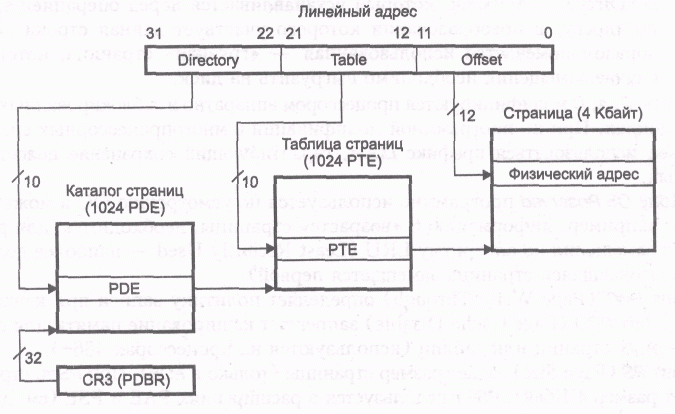 Линейный адрес
31 22 21 12 11 0
Directory Table Offset
12
Страница (4 Кбайт)
Физический адрес
Таблица страниц
(1024 PTE)
10
PTE
10
Каталог страниц
(1024 PDE)
PDE
32
CR3 (PDBR)